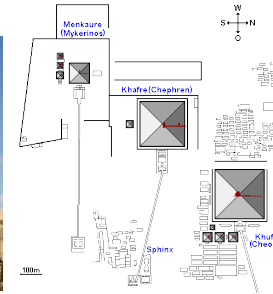 Menkaure
(Mykerinos)
W
S
N
O
Khafre(Chephren)
Khuf
(Cheo
Sphinx
100m